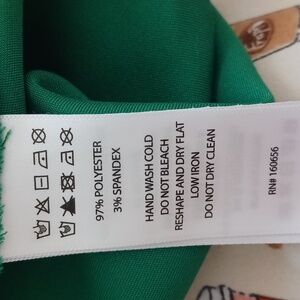 97% POLYESTER
3% SPANDEX
HAND WASH COLD
DO NOT BLEACH
RESHAPE AND DRY FLAT
LOW IRON
DO NOT DRY CLEAN
RN# 160656